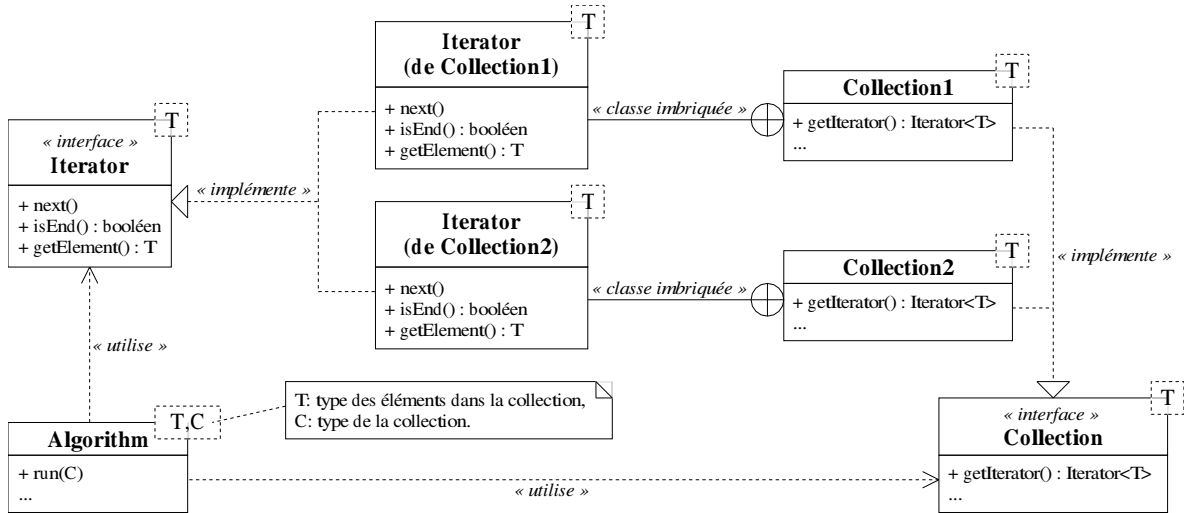 T
« interface »
Iterator
+ next()
+ isEnd() : booléen
+ getElement() : T
« implémente »
T
Iterator
(de Collection1)
+ next()
+ isEnd() : booléen
+ getElement() : T
« classe imbriquée »
T
Collection1
+ getIterator() : Iterator<T>
...
T
Iterator
(de Collection2)
+ next()
+ isEnd() : booléen
+ getElement() : T
« classe imbriquée »
T
Collection2
+ getIterator() : Iterator<T>
...
« implémente »
« utilise »
T,C
Algorithm
+ run(C)
...
T: type des éléments dans la collection,
C: type de la collection.
« utilise »
T
« interface »
Collection
+ getIterator() : Iterator<T>
...